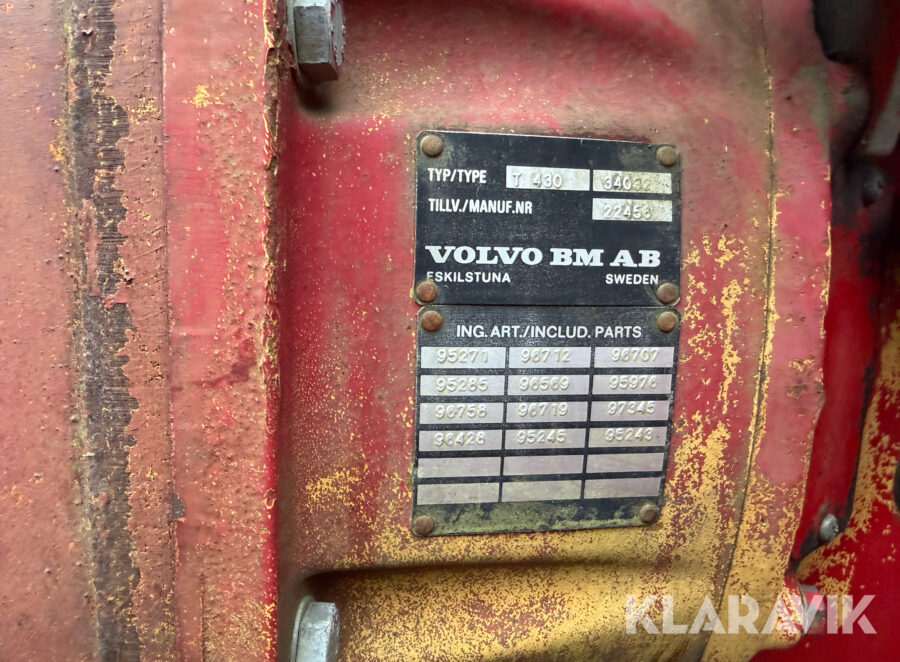 TYP/TYPE T 430 34042
TILLV./MANUF.NR 22456
VOLVO BM AB
ESKILSTUNA SWEDEN
ING. ART./INCLUD. PARTS
95271 96712 96707
95285 96569 95976
96758 96719 97345
96428 95245 95243
KLARAVIK